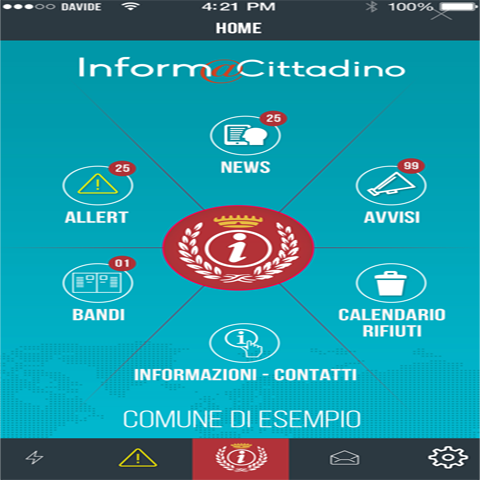 DAVIDE 4:21 PM 100%
HOME
Inform@Cittadino
25
NEWS
25
ALLERT
99
AVVISI
01
BANDI
CALENDARIO
RIFIUTI
INFORMAZIONI - CONTATTI
COMUNE DI ESEMPIO